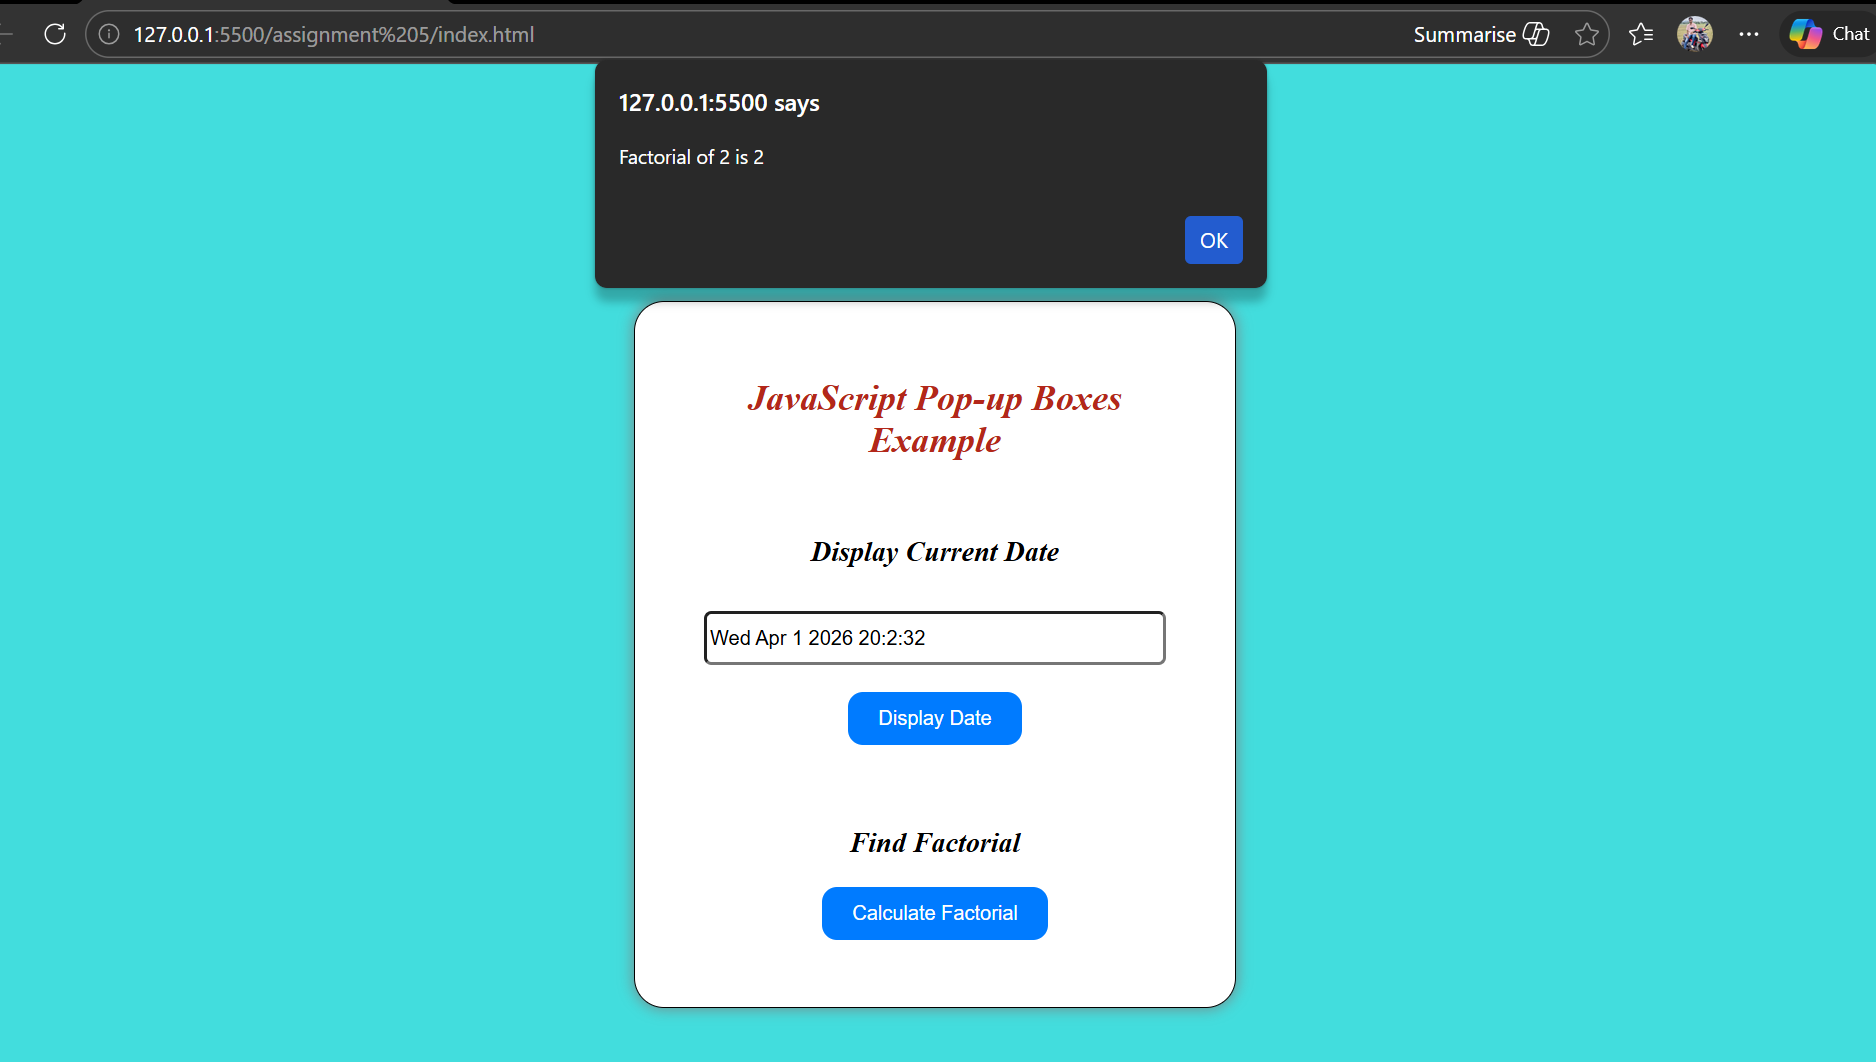 127.0.0.1:5500/assignment%205/index.html
Summarise
Chat
127.0.0.1:5500 says
Factorial of 2 is 2
OK
JavaScript Pop-up Boxes
Example
Display Current Date
Wed Apr 1 2026 20:2:32
Display Date
Find Factorial
Calculate Factorial